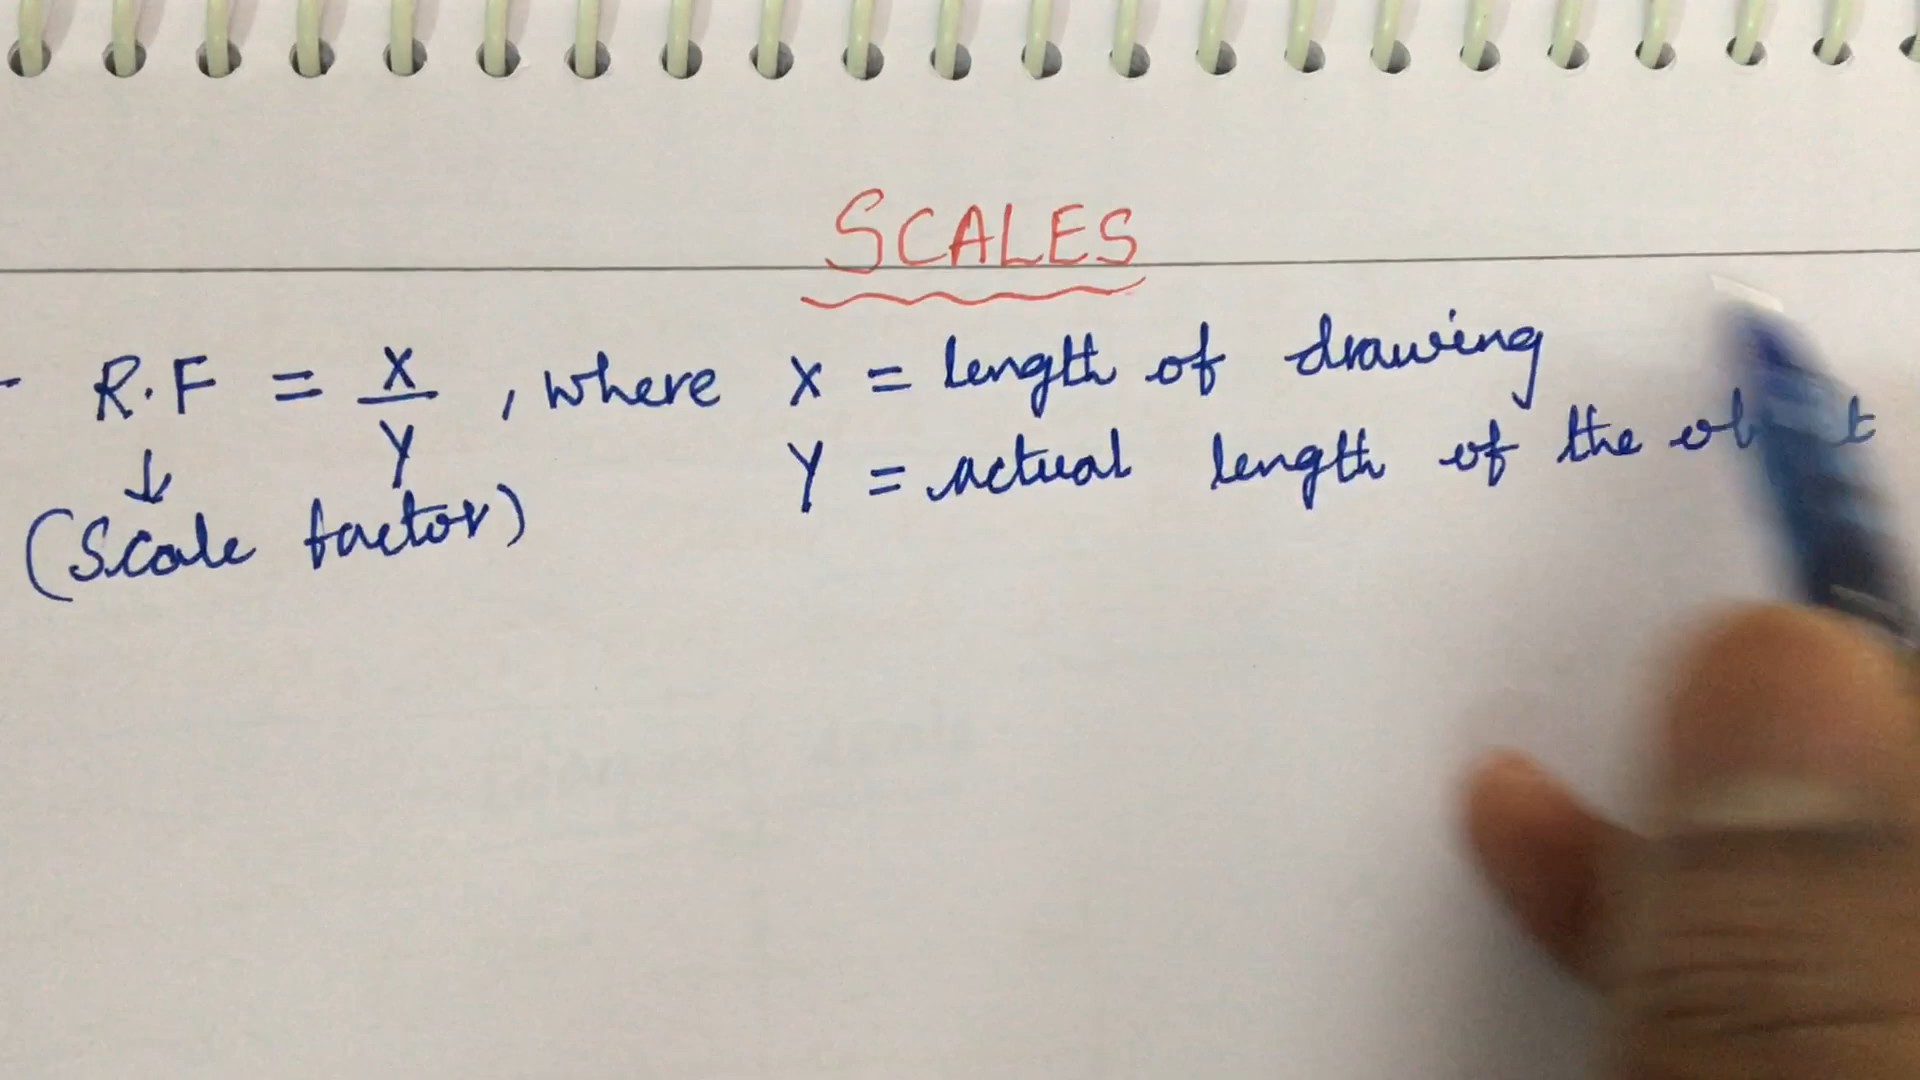 SCALES
- R.F = X/Y , where X = length of drawing
↓ Y = actual length of the
(Scale factor)